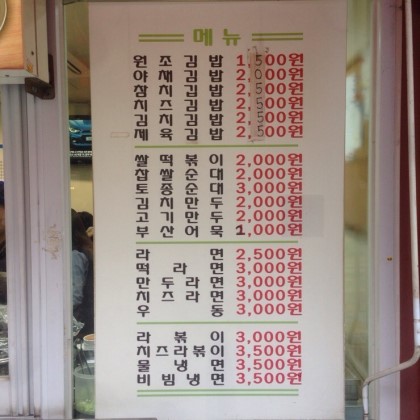 메뉴
원조김밥 1,500원
야채김밥 2,000원
참치김밥 2,500원
치즈김밥 2,500원
김치김밥 2,500원
제육김밥 2,500원
쌀떡볶이 2,000원
찹쌀순대 2,000원
토종순대 3,000원
김치만두 2,000원
고기만두 2,000원
부산어묵 1,000원
라면 2,500원
떡라면 3,000원
만두라면 3,000원
치즈라면 3,000원
우동 3,000원
라볶이 3,000원
치즈라볶이 3,500원
물냉면 3,500원
비빔냉면 3,500원